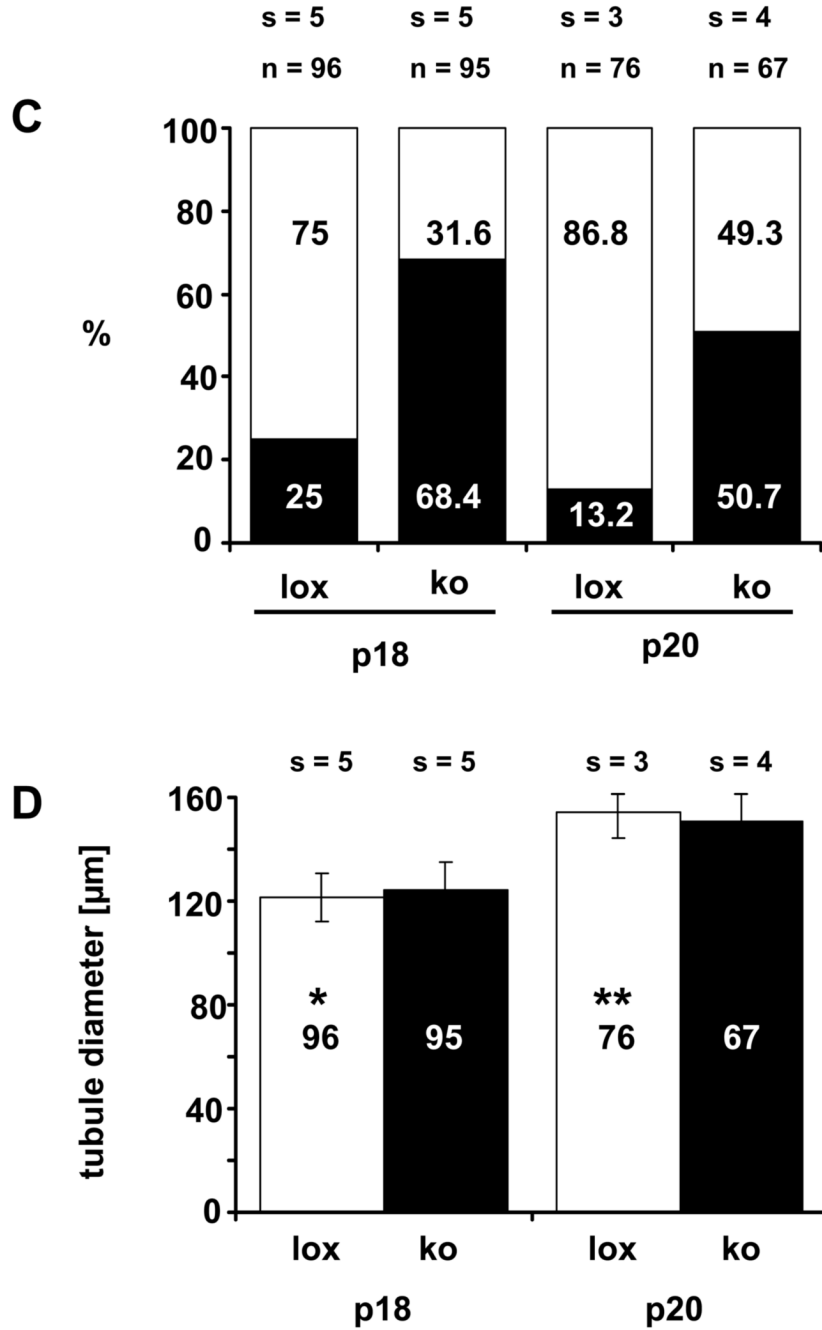 s = 5 s = 5 s = 3 s = 4
n = 96 n = 95 n = 76 n = 67
C
100
80
60
40
20
0
%
75 31.6 86.8 49.3
25 68.4 13.2 50.7
lox ko lox ko
p18 p20
s = 5 s = 5 s = 3 s = 4
D
160
120
80
40
0
tubule diameter [µm]
* **
96 95 76 67
lox ko lox ko
p18 p20